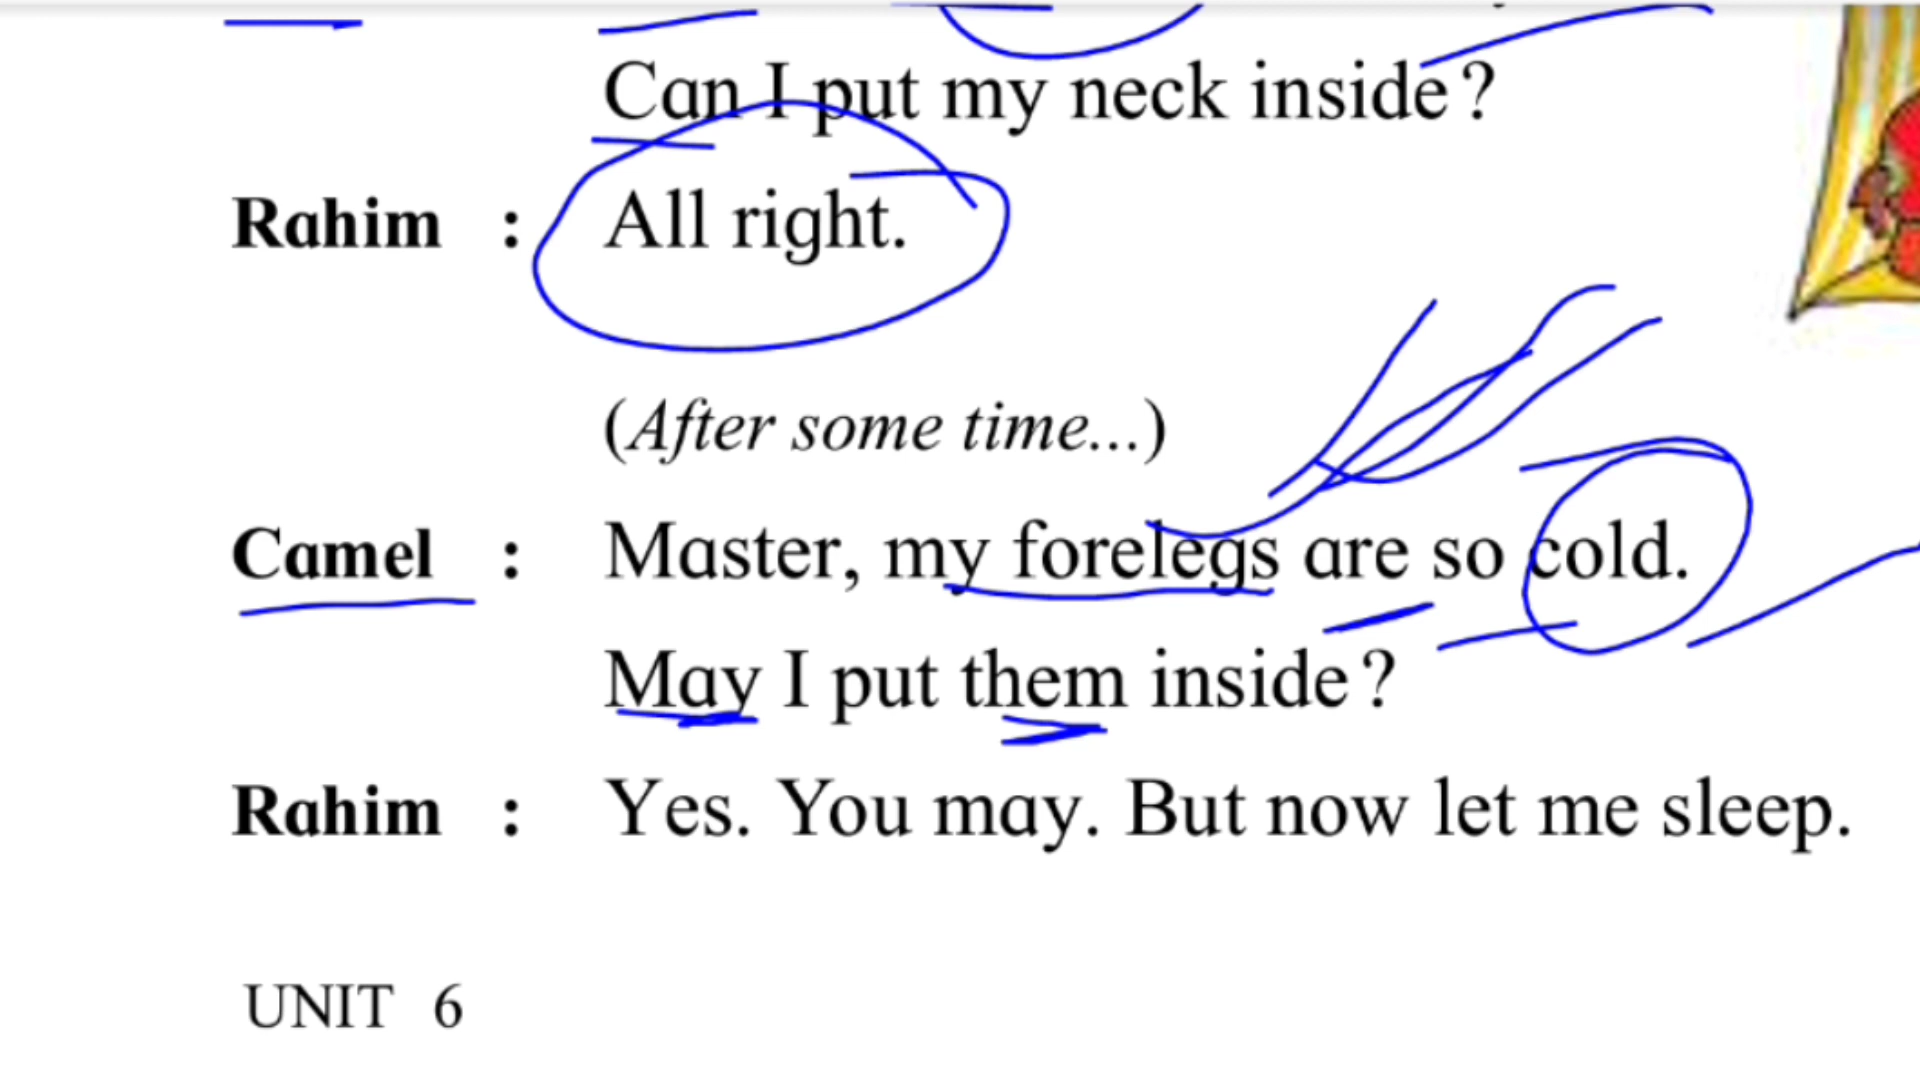 Can I put my neck inside?
Rahim : All right.
(After some time...)
Camel : Master, my forelegs are so cold.
May I put them inside?
Rahim : Yes. You may. But now let me sleep.
UNIT 6